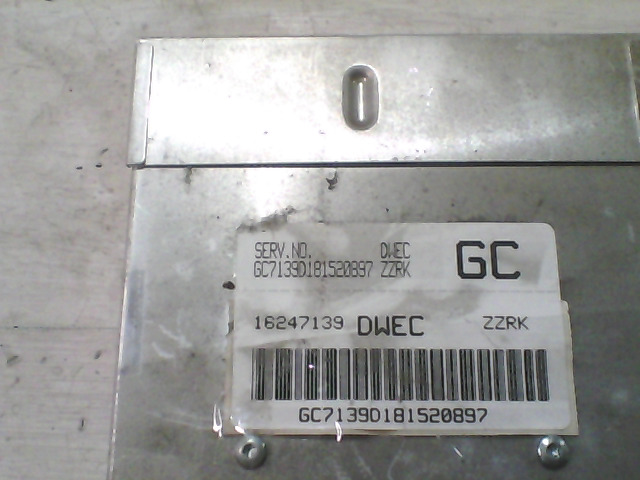 SERV.NO. DWEC
GC7139D181520897 ZZRK
GC
16247139 DWEC ZZRK
GC7139D181520897